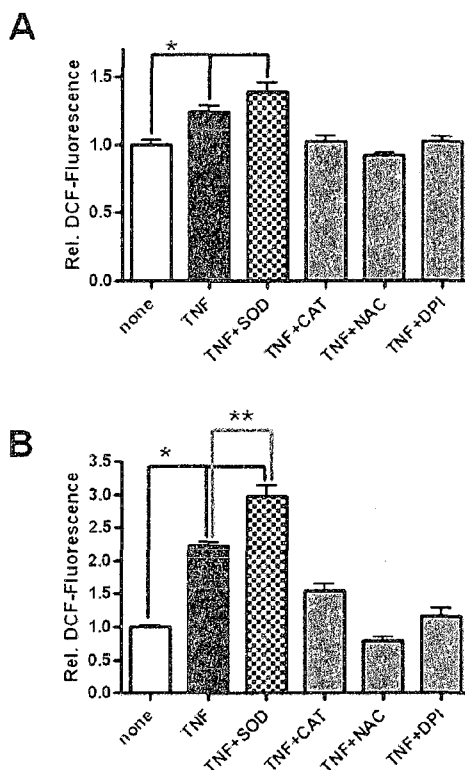 A
*
Rel. DCF-Fluorescence
1.5
1.0
0.5
0.0
none
TNF
TNF+SOD
TNF+CAT
TNF+NAC
TNF+DPI
B
**
*
Rel. DCF-Fluorescence
3.5
3.0
2.5
2.0
1.5
1.0
0.5
0.0
none
TNF
TNF+SOD
TNF+CAT
TNF+NAC
TNF+DPI